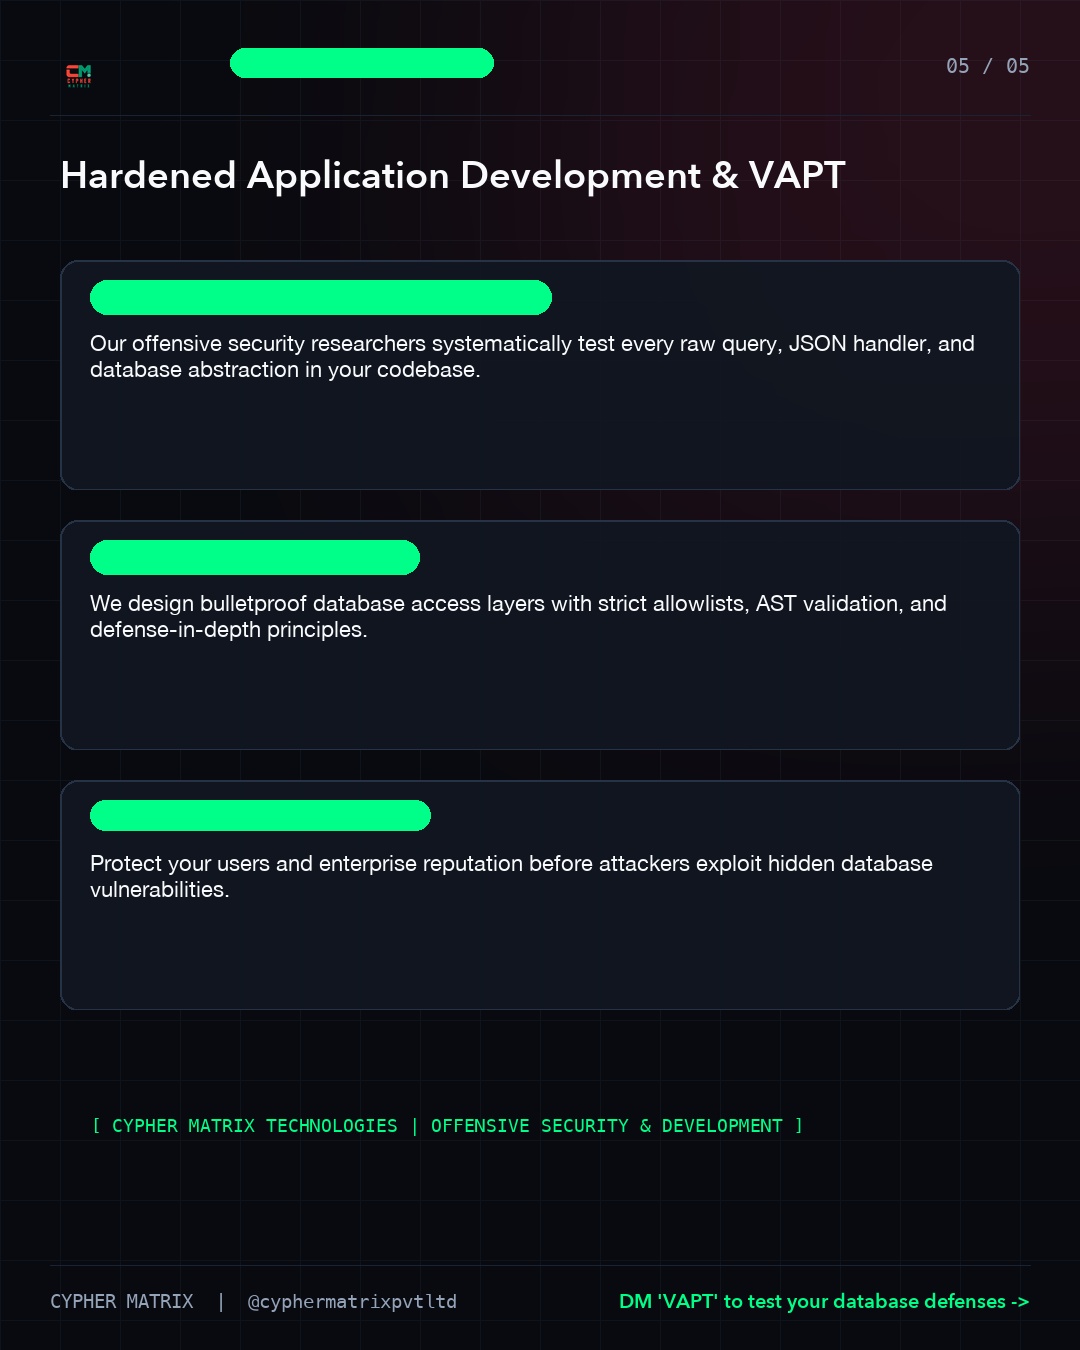 CM
CYPHER
MATRIX
05 / 05
Hardened Application Development & VAPT
Our offensive security researchers systematically test every raw query, JSON handler, and
database abstraction in your codebase.
We design bulletproof database access layers with strict allowlists, AST validation, and
defense-in-depth principles.
Protect your users and enterprise reputation before attackers exploit hidden database
vulnerabilities.
[ CYPHER MATRIX TECHNOLOGIES | OFFENSIVE SECURITY & DEVELOPMENT ]
CYPHER MATRIX | @cyphermatrixpvtltd
DM 'VAPT' to test your database defenses ->